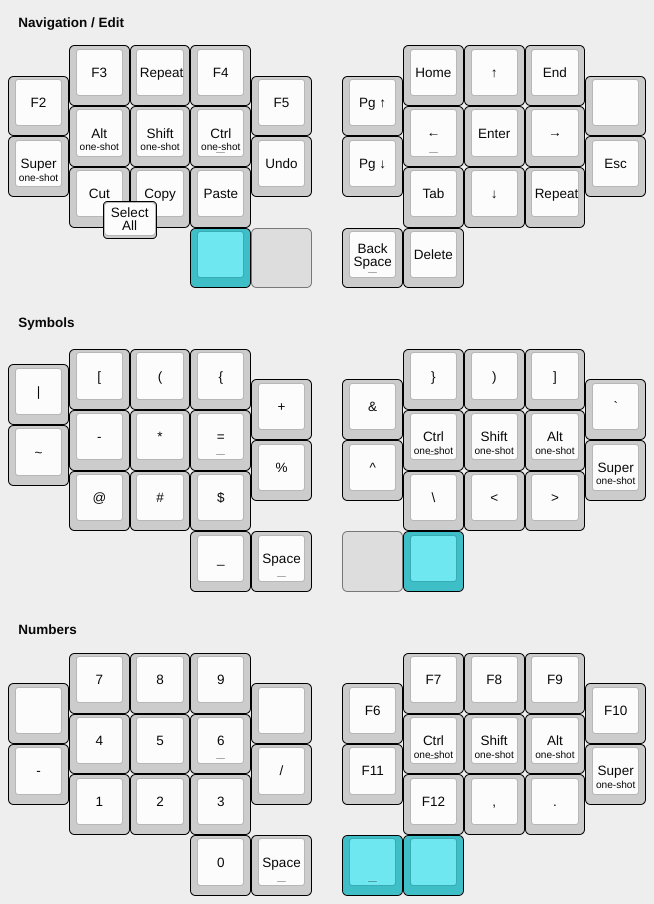 Navigation / Edit
F3 Repeat F4 Home ↑ End
F2 F5 Pg ↑
Alt Shift Ctrl ← Enter →
one-shot one-shot one-shot _
Super Undo Pg ↓ Esc
one-shot
Cut Copy Paste Tab ↓ Repeat
Select
All
Back Delete
Space
_
Symbols
[ ( { } ) ]
| + & `
- * = Ctrl Shift Alt
_ one-shot one-shot one-shot
~ % ^ Super
one-shot
@ # $ \ < >
_ Space
_
Numbers
7 8 9 F7 F8 F9
F6 F10
4 5 6 Ctrl Shift Alt
_ one-shot one-shot one-shot
- / F11 Super
one-shot
1 2 3 F12 , .
0 Space
_ _